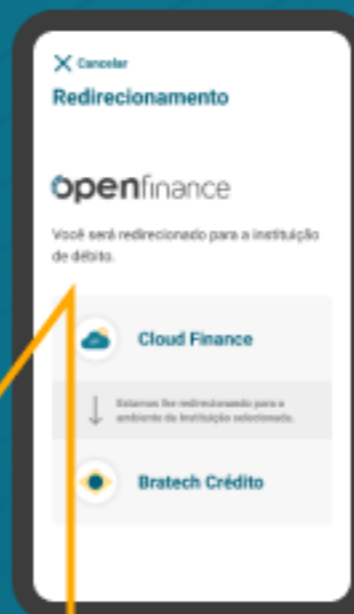 Cancelar
Redirecionamento
openfinance
Você será redirecionado para a instituição
de débito.
Cloud Finance
Estamos lhe redirecionando para o
ambiente da instituição selecionada.
Bratech Crédito